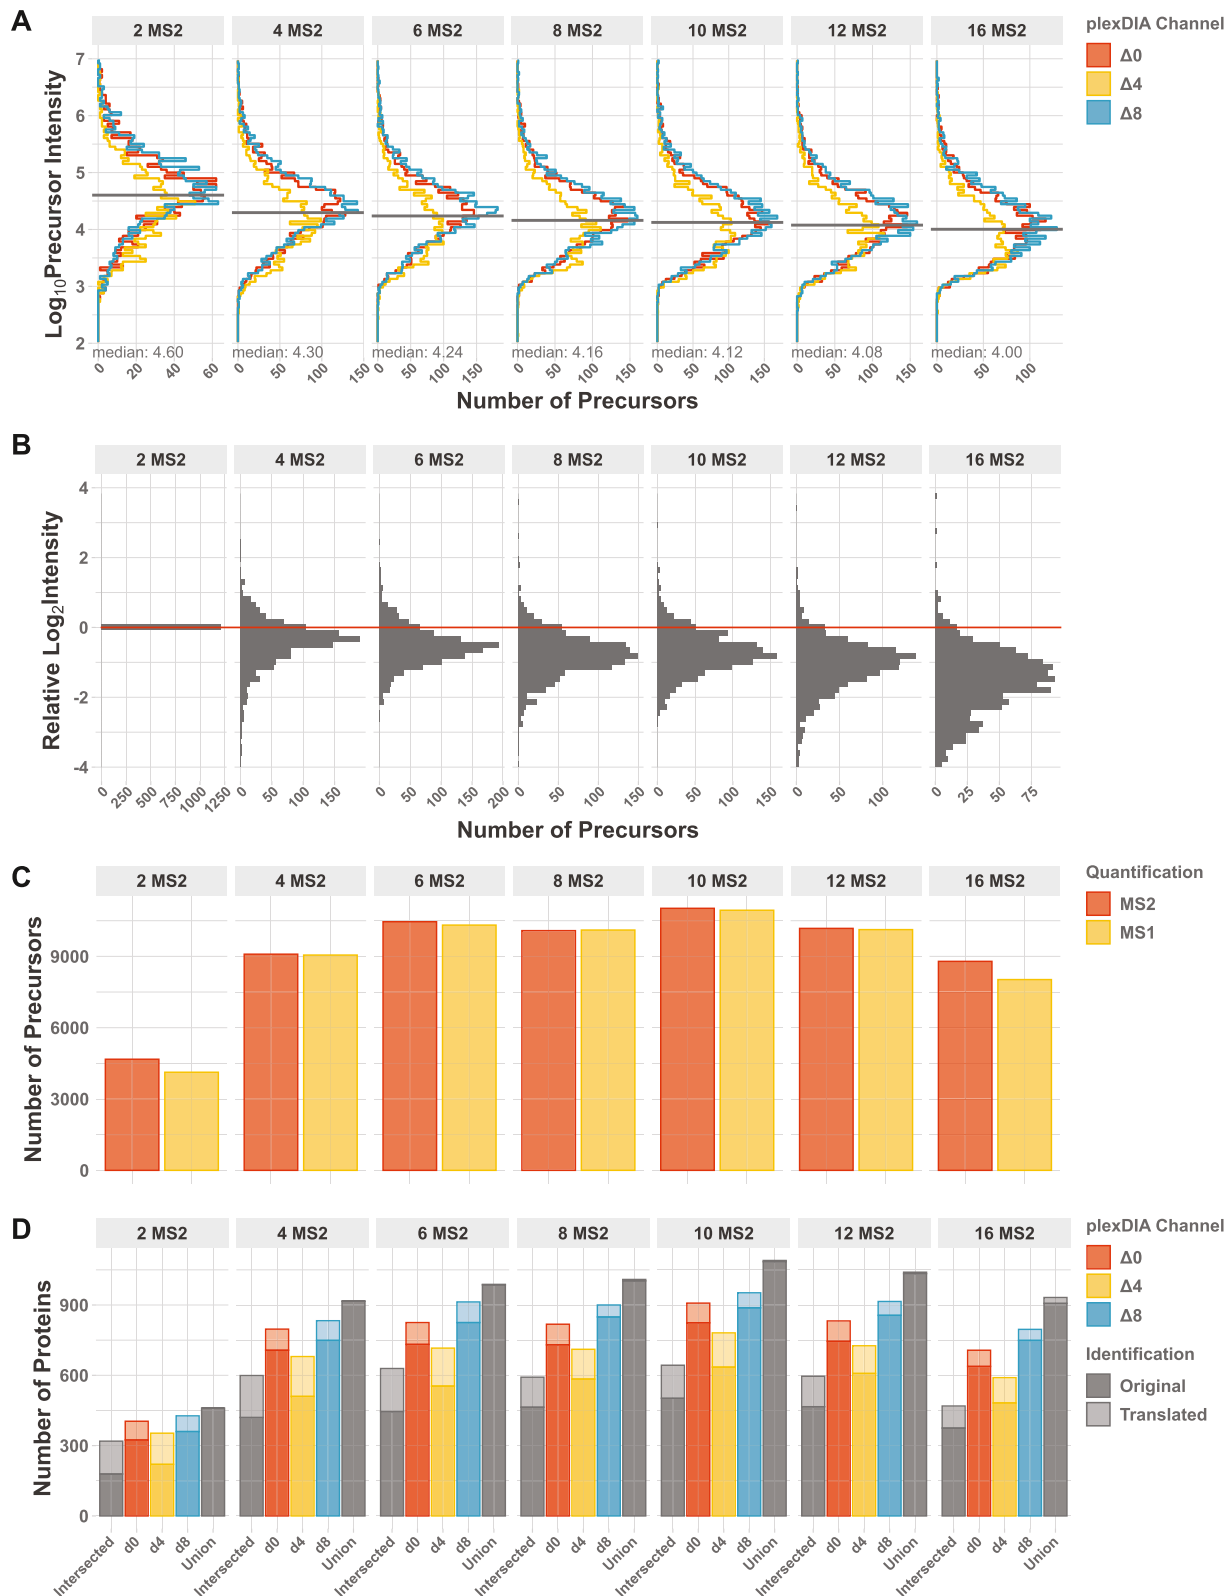 A
2 MS2 4 MS2 6 MS2 8 MS2 10 MS2 12 MS2 16 MS2
plexDIA Channel
Δ0
Δ4
Δ8
Log10Precursor Intensity
7
6
5
4
3
2
median: 4.60 median: 4.30 median: 4.24 median: 4.16 median: 4.12 median: 4.08 median: 4.00
0 20 40 60 0 50 100 150 0 50 100 0 50 100 150 0 50 100 150 0 50 100 150 0 50 100
Number of Precursors
B
2 MS2 4 MS2 6 MS2 8 MS2 10 MS2 12 MS2 16 MS2
Relative Log2Intensity
4
2
0
-2
-4
0 250 500 750 1000 1250 0 50 100 150 0 50 100 150 200 0 50 100 150 0 50 100 150 0 50 100 0 25 50 75
Number of Precursors
C
2 MS2 4 MS2 6 MS2 8 MS2 10 MS2 12 MS2 16 MS2
Quantification
MS2
MS1
Number of Precursors
9000
6000
3000
0
D
2 MS2 4 MS2 6 MS2 8 MS2 10 MS2 12 MS2 16 MS2
plexDIA Channel
Δ0
Δ4
Δ8
Identification
Original
Translated
Number of Proteins
900
600
300
0
Intersected d0 d4 d8 Union Intersected d0 d4 d8 Union Intersected d0 d4 d8 Union Intersected d0 d4 d8 Union Intersected d0 d4 d8 Union Intersected d0 d4 d8 Union Intersected d0 d4 d8 Union